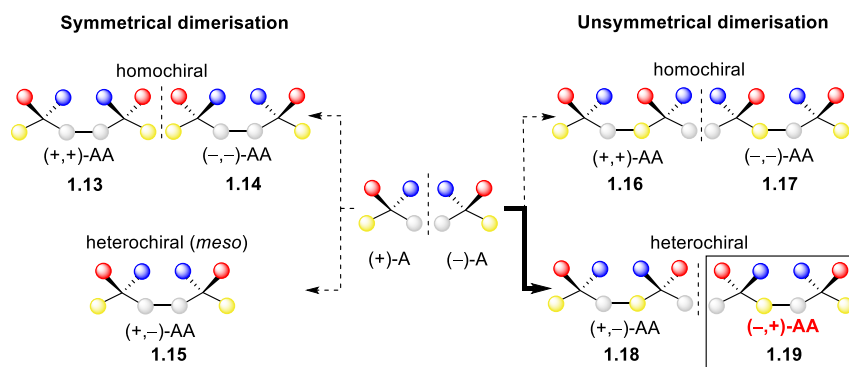 Symmetrical dimerisation
homochiral
(+,+)-AA
(−,−)-AA
1.13
1.14
heterochiral (meso)
(+,−)-AA
1.15
(+)-A
(−)-A
Unsymmetrical dimerisation
homochiral
(+,+)-AA
(−,−)-AA
1.16
1.17
heterochiral
(+,−)-AA
(−,+)-AA
1.18
1.19